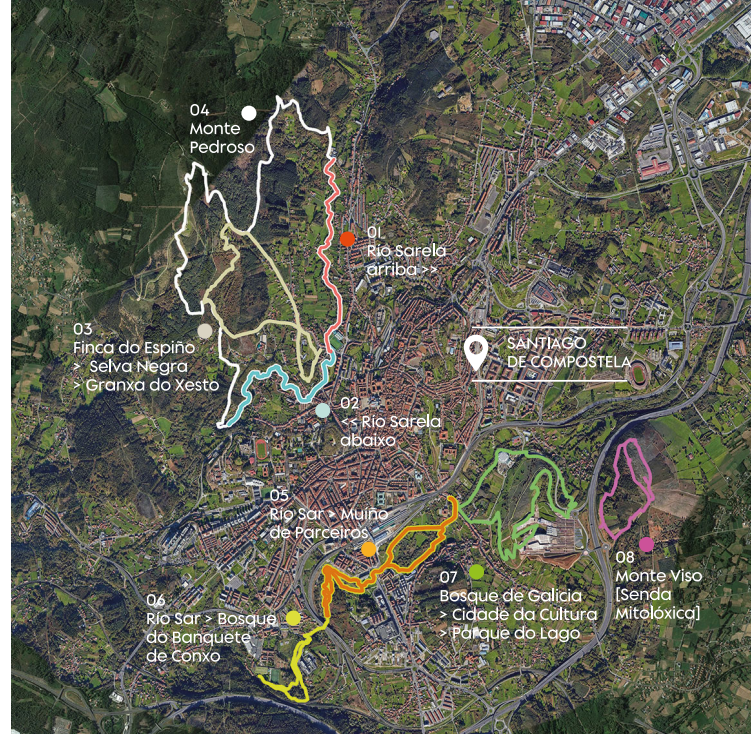 04
Monte
Pedroso
01
Río Sarela
arriba >>
SANTIAGO
DE COMPOSTELA
03
Finca do Espiño
> Selva Negra
> Granxa do Xesto
02
<< Río Sarela
abaixo
05
Río Sar > Muíño
de Parceiros
08
Monte Viso
[Senda
Mitolóxica]
07
Bosque de Galicia
> Cidade da Cultura
> Parque do Lago
06
Río Sar > Bosque
do Banquete
de Conxo